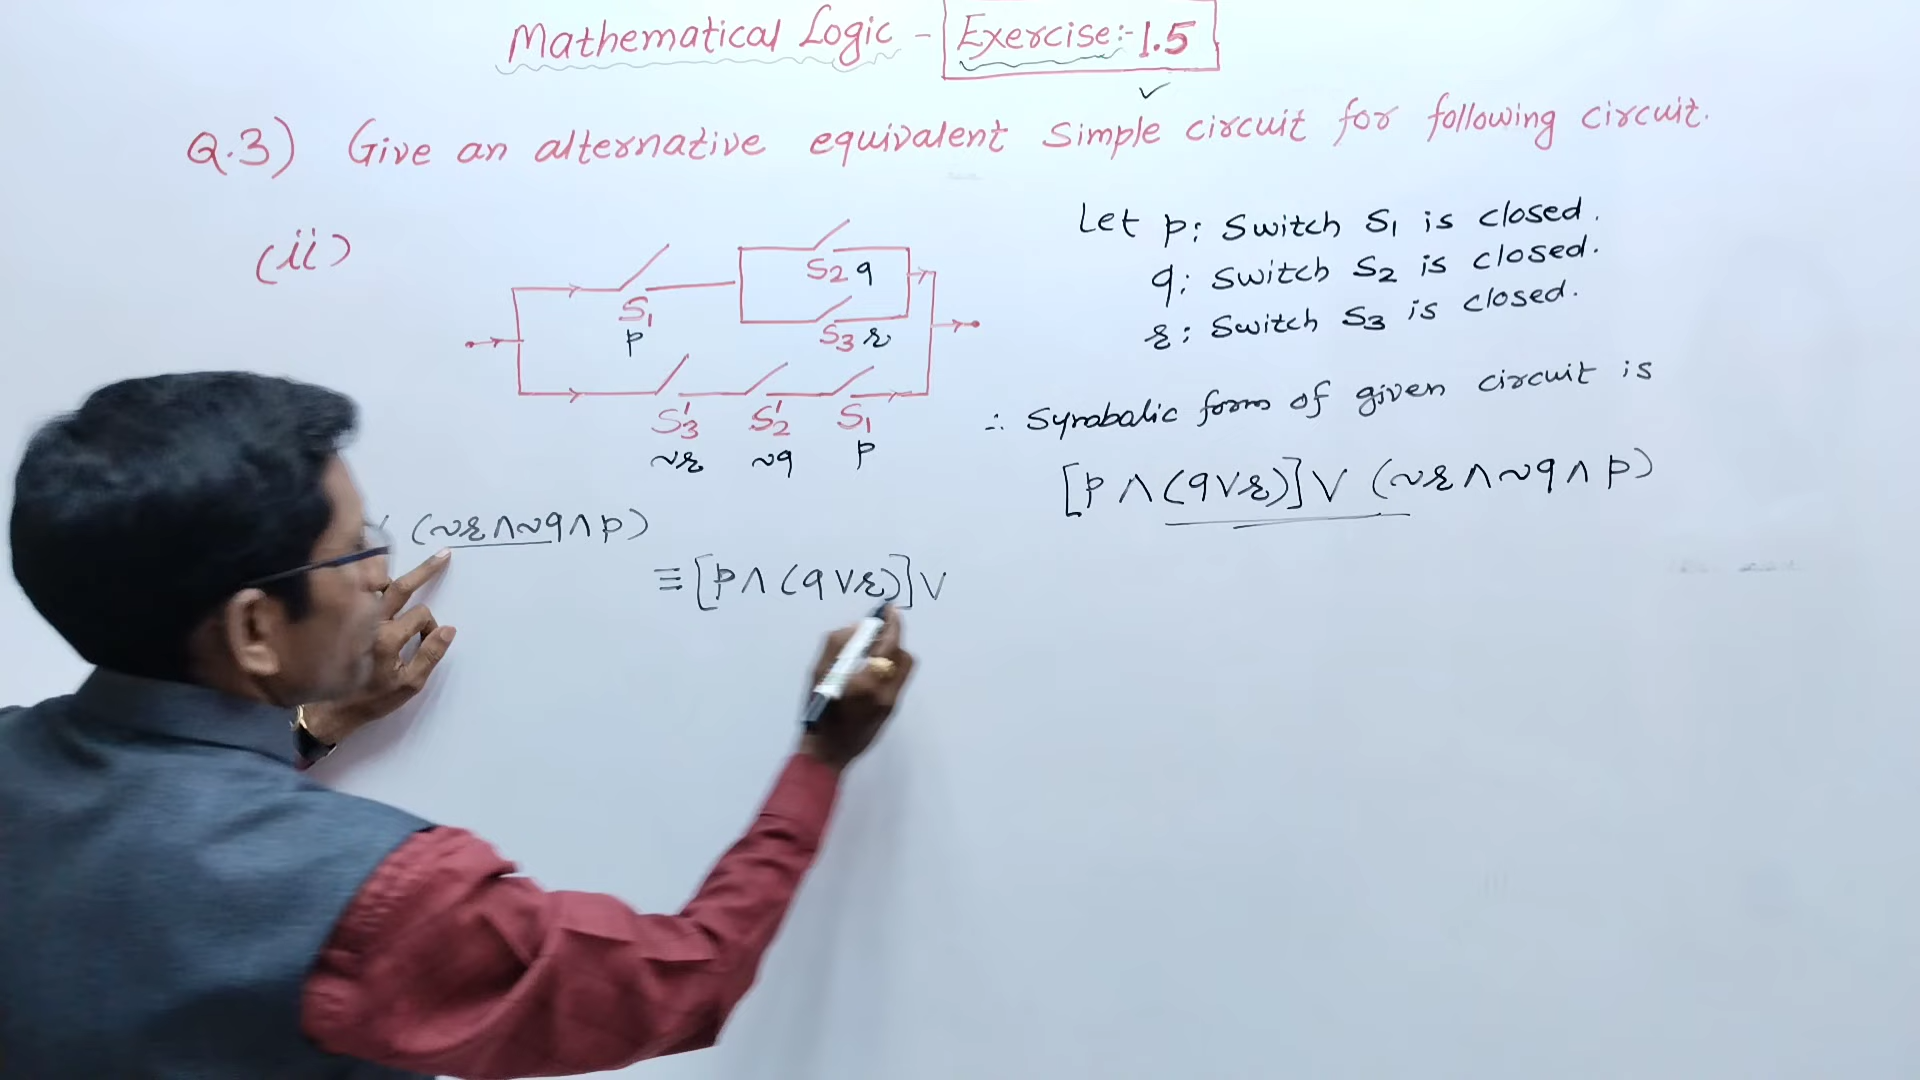 Mathematical Logic - Exercise:- 1.5
Q.3) Give an alternative equivalent Simple circuit for following circuit.
(ii)
S2 q
S1
p
S3 r
S'3 S'2 S1
~r ~q p
Let p: Switch S1 is closed.
q: Switch S2 is closed.
r: Switch S3 is closed.
∴ Symbolic form of given circuit is
[p ∧ (q ∨ r)] ∨ (~r ∧ ~q ∧ p)
(~r ∧ ~q ∧ p)
≡ [p ∧ (q ∨ r)] ∨